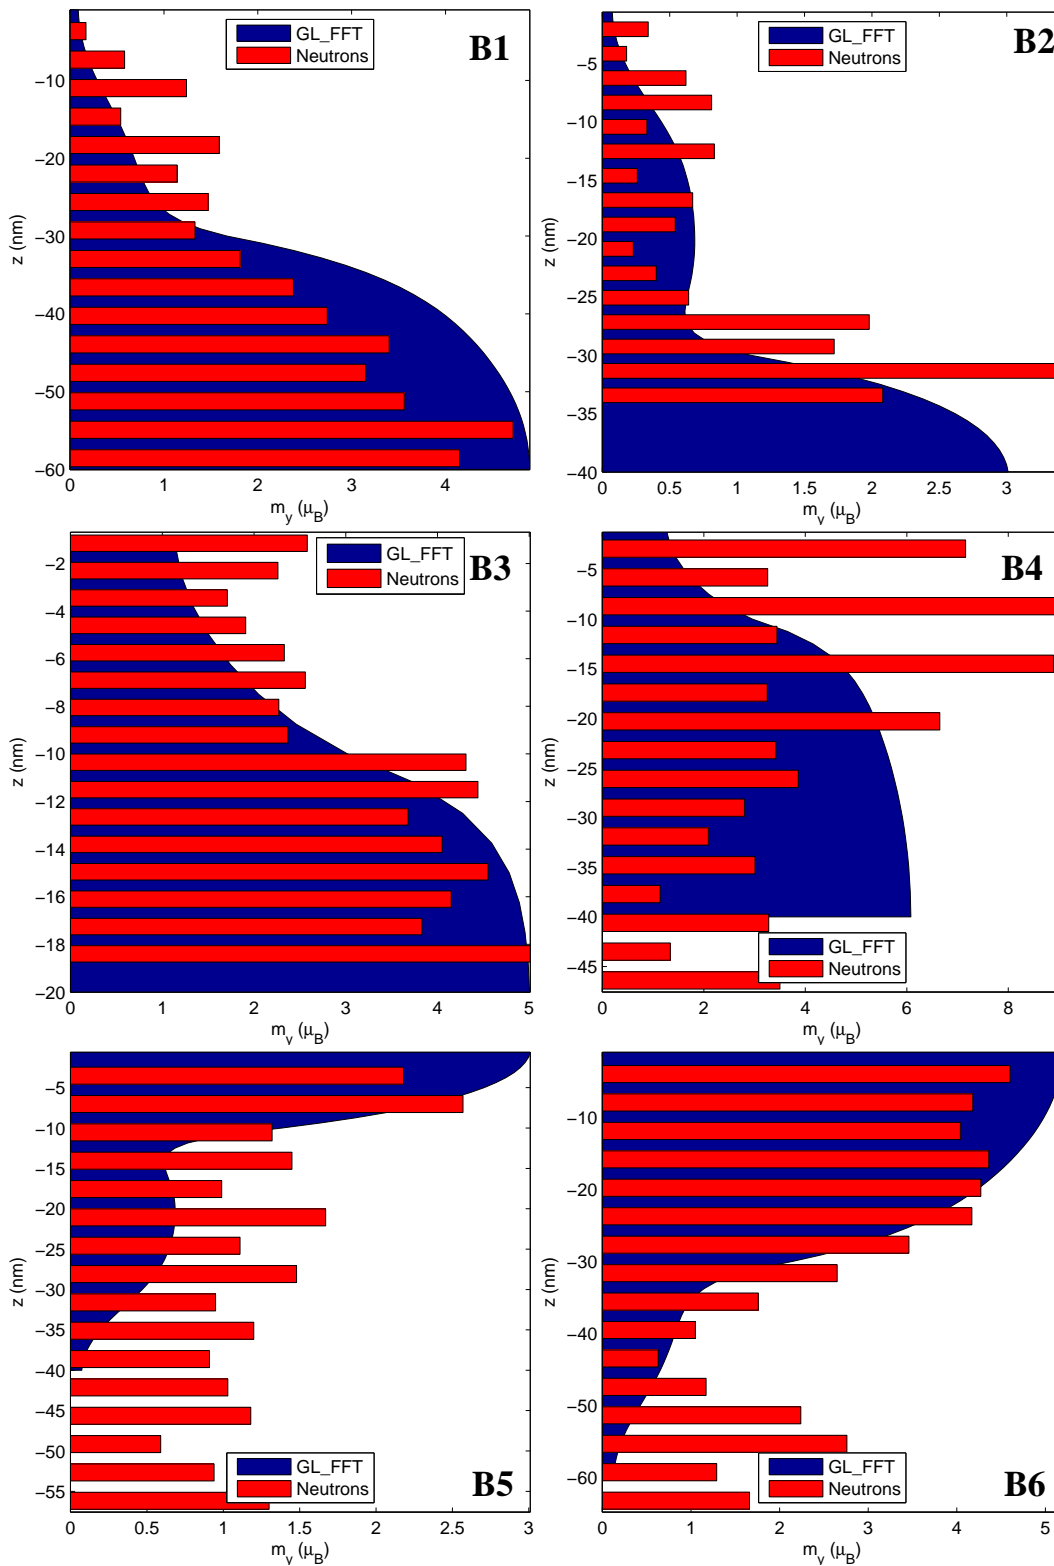 B1
GL_FFT
Neutrons
−10
−20
−30
−40
−50
−60
z (nm)
0 1 2 3 4
m_y (μ_B)
B2
GL_FFT
Neutrons
−5
−10
−15
−20
−25
−30
−35
−40
z (nm)
0 0.5 1 1.5 2 2.5 3
m_y (μ_B)
B3
GL_FFT
Neutrons
−2
−4
−6
−8
−10
−12
−14
−16
−18
−20
z (nm)
0 1 2 3 4 5
m_y (μ_B)
B4
−5
−10
−15
−20
−25
−30
−35
−40
−45
z (nm)
GL_FFT
Neutrons
0 2 4 6 8
m_y (μ_B)
−5
−10
−15
−20
−25
−30
−35
−40
−45
−50
−55
z (nm)
GL_FFT
Neutrons
B5
0 0.5 1 1.5 2 2.5 3
m_y (μ_B)
−10
−20
−30
−40
−50
−60
z (nm)
GL_FFT
Neutrons
B6
0 1 2 3 4 5
m_y (μ_B)